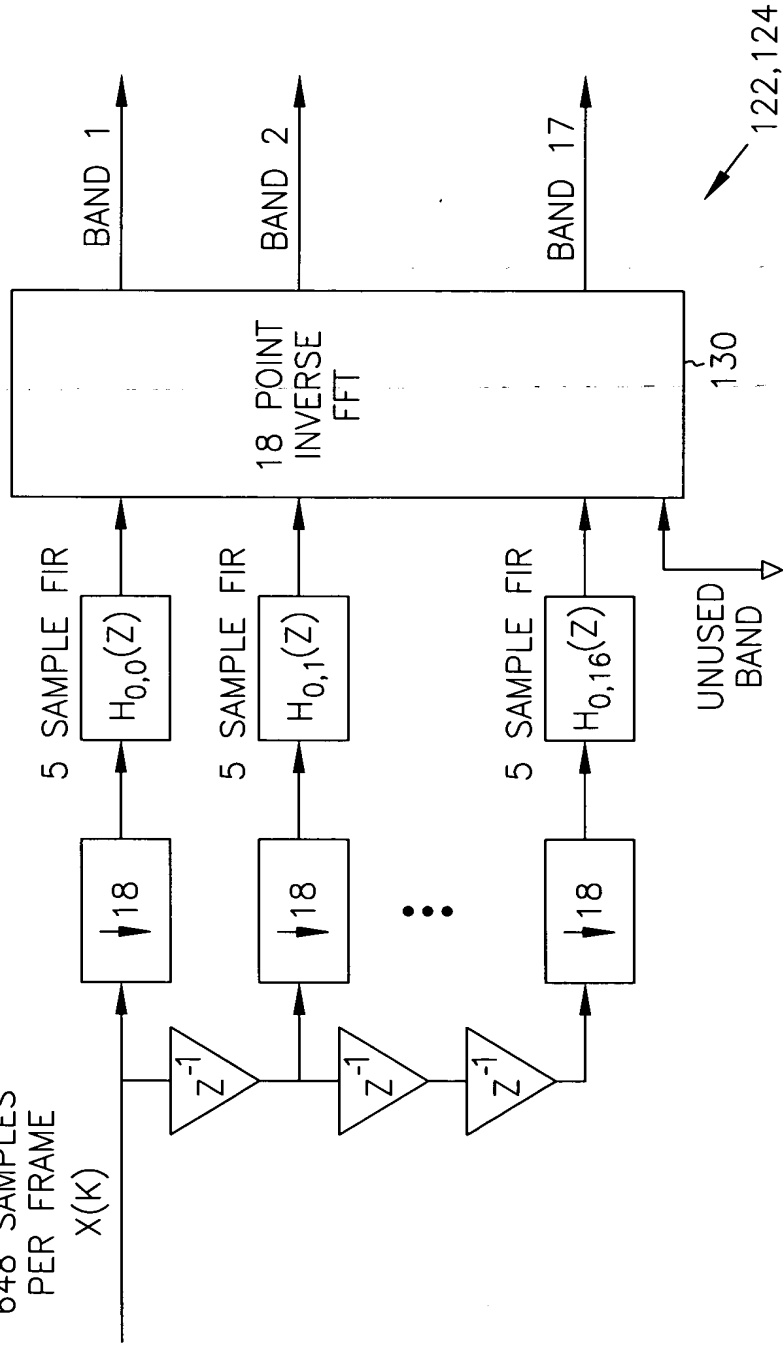 648 SAMPLES
PER FRAME
X(K)
Z-1
Z-1
Z-1
↓18
↓18
↓18
5 SAMPLE FIR
H0,0(Z)
5 SAMPLE FIR
H0,1(Z)
5 SAMPLE FIR
H0,16(Z)
18 POINT
INVERSE
FFT
130
UNUSED
BAND
BAND 1
BAND 2
BAND 17
122,124